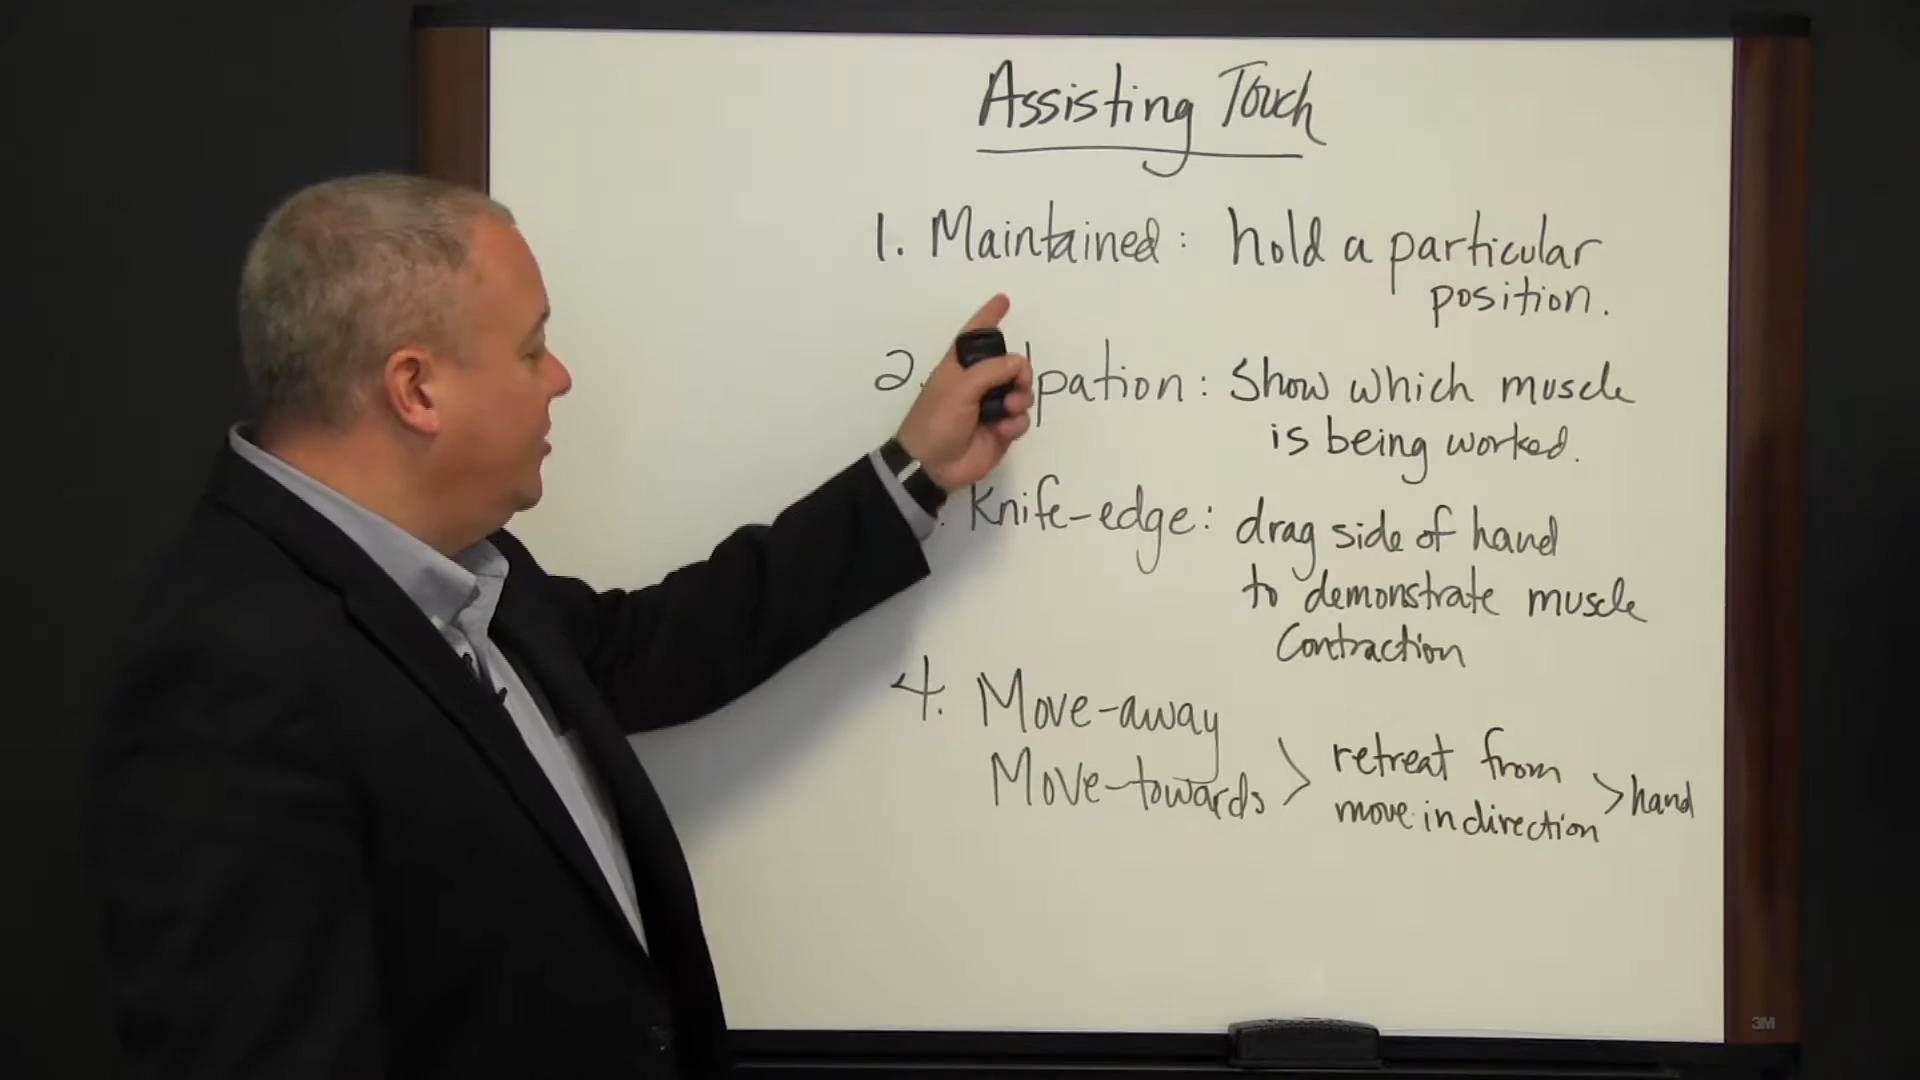 Assisting Touch
1. Maintained: hold a particular
position.
2. pation: Show which muscle
is being worked.
Knife-edge: drag side of hand
to demonstrate muscle
Contraction
4. Move-away
Move-towards > retreat from
move in direction > hand
3M